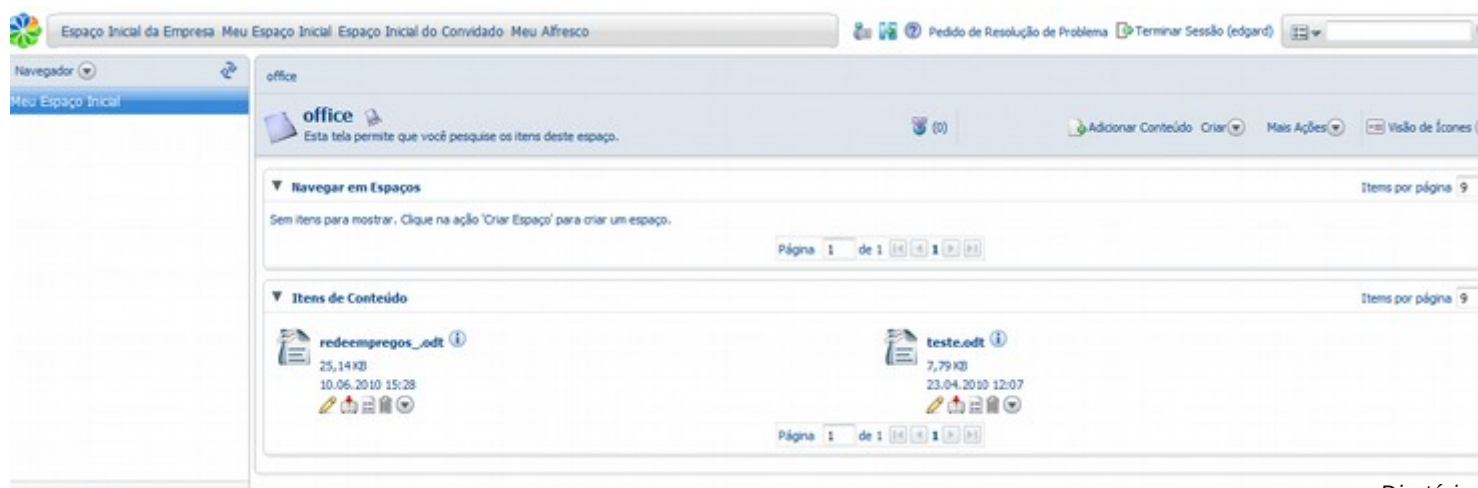 Espaço Inicial da Empresa Meu Espaço Inicial Espaço Inicial do Convidado Meu Alfresco Pedido de Resolução de Problema Terminar Sessão (edgard)
Navegador
Meu Espaço Inicial
office
office
Esta tela permite que você pesquise os itens deste espaço.
(0) Adicionar Conteúdo Criar Mais Ações Visão de Ícones
Navegar em Espaços Items por página 9
Sem itens para mostrar. Clique na ação 'Criar Espaço' para criar um espaço.
Página 1 de 1 1
Itens de Conteúdo Items por página 9
redeempregos_.odt
25,14 KB
10.06.2010 15:28
teste.odt
7,79 KB
23.04.2010 12:07
Página 1 de 1 1